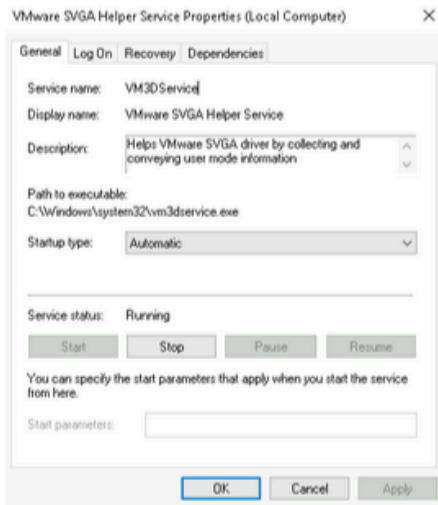 VMware SVGA Helper Service Properties (Local Computer)
General Log On Recovery Dependencies
Service name: VM3DService
Display name: VMware SVGA Helper Service
Description: Helps VMware SVGA driver by collecting and
conveying user mode information
Path to executable:
C:\Windows\system32\vm3dservice.exe
Startup type: Automatic
Service status: Running
Start Stop Pause Resume
You can specify the start parameters that apply when you start the service
from here.
Start parameters:
OK Cancel Apply